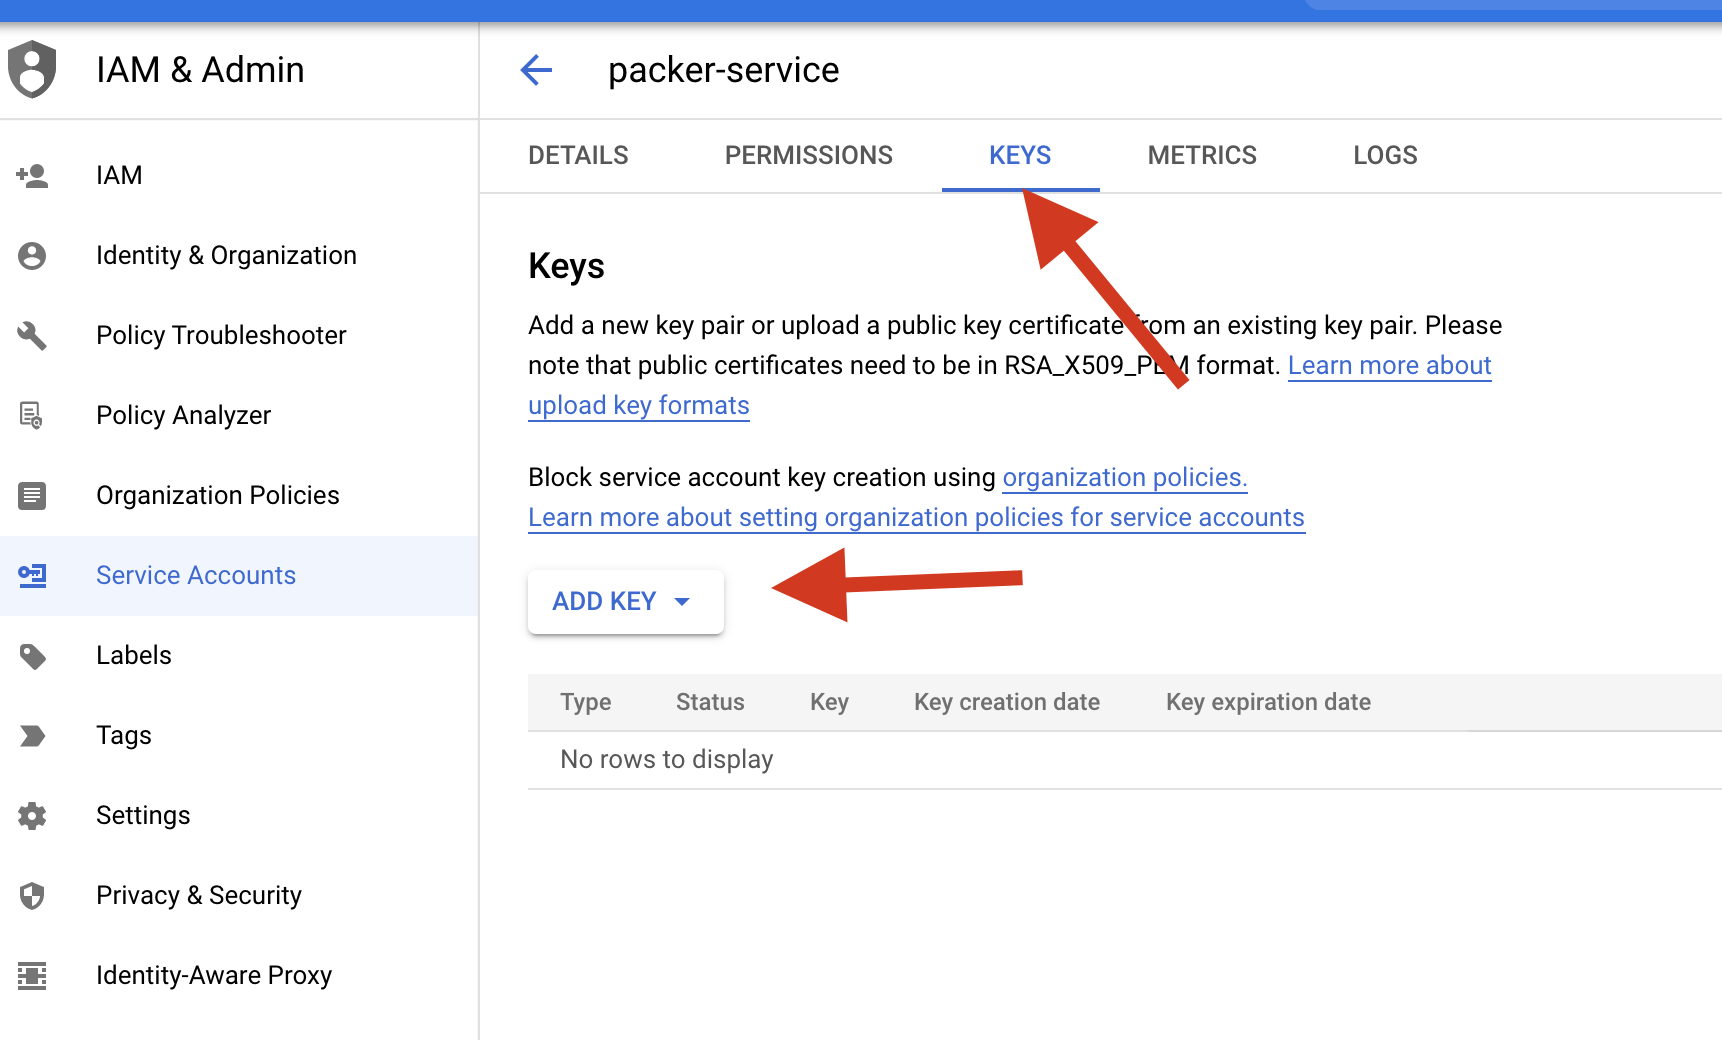 IAM & Admin
packer-service
IAM
Identity & Organization
Policy Troubleshooter
Policy Analyzer
Organization Policies
Service Accounts
Labels
Tags
Settings
Privacy & Security
Identity-Aware Proxy
DETAILS PERMISSIONS KEYS METRICS LOGS
Keys
Add a new key pair or upload a public key certificate from an existing key pair. Please
note that public certificates need to be in RSA_X509_PEM format. Learn more about
upload key formats
Block service account key creation using organization policies.
Learn more about setting organization policies for service accounts
ADD KEY
Type Status Key Key creation date Key expiration date
No rows to display